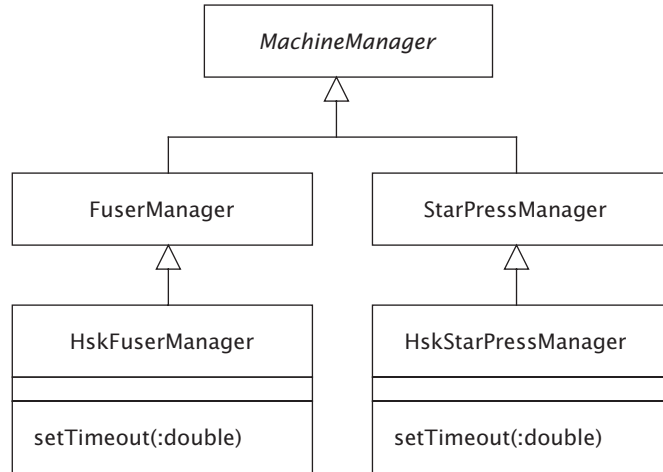 MachineManager
FuserManager
StarPressManager
HskFuserManager
HskStarPressManager
setTimeout(:double)
setTimeout(:double)